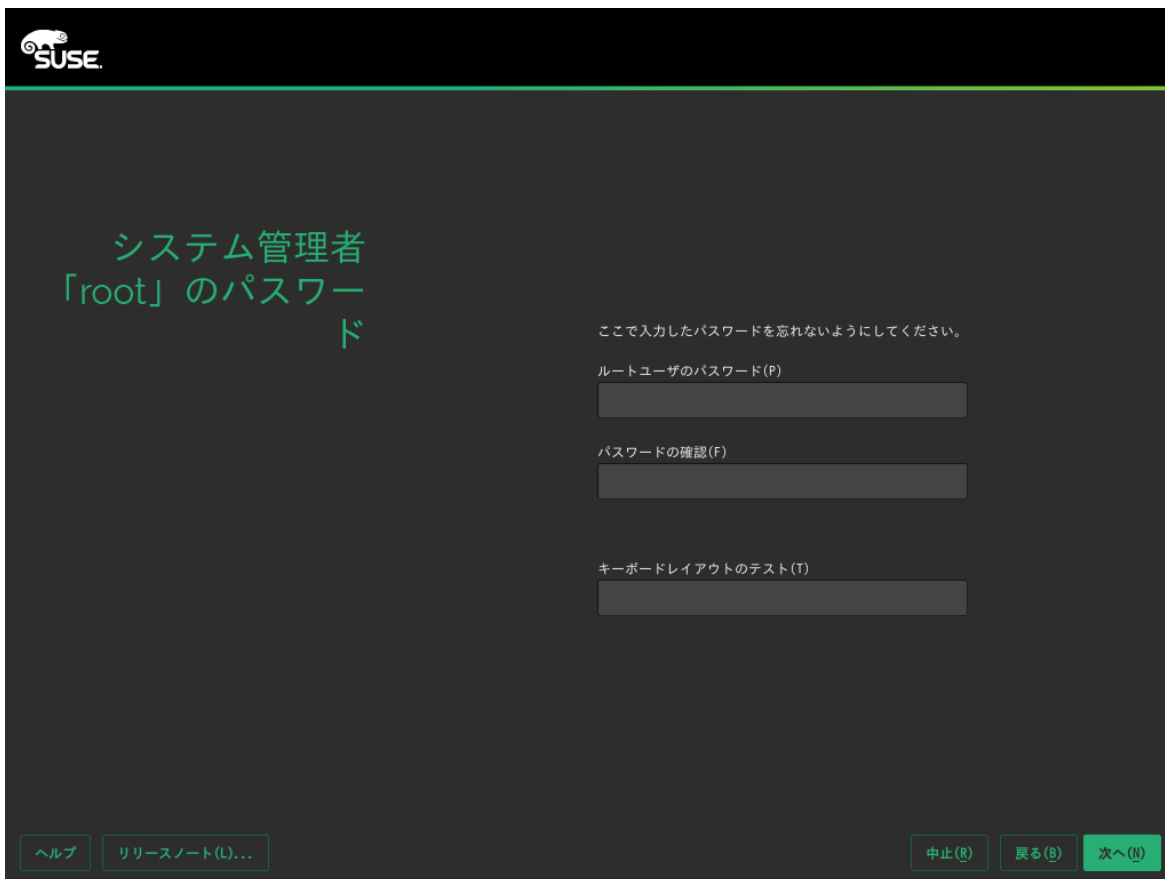 SUSE.
システム管理者
「root」のパスワー
ド
ここで入力したパスワードを忘れないようにしてください。
ルートユーザのパスワード(P)
パスワードの確認(F)
キーボードレイアウトのテスト(T)
ヘルプ リリースノート(L)... 中止(R) 戻る(B) 次へ(N)